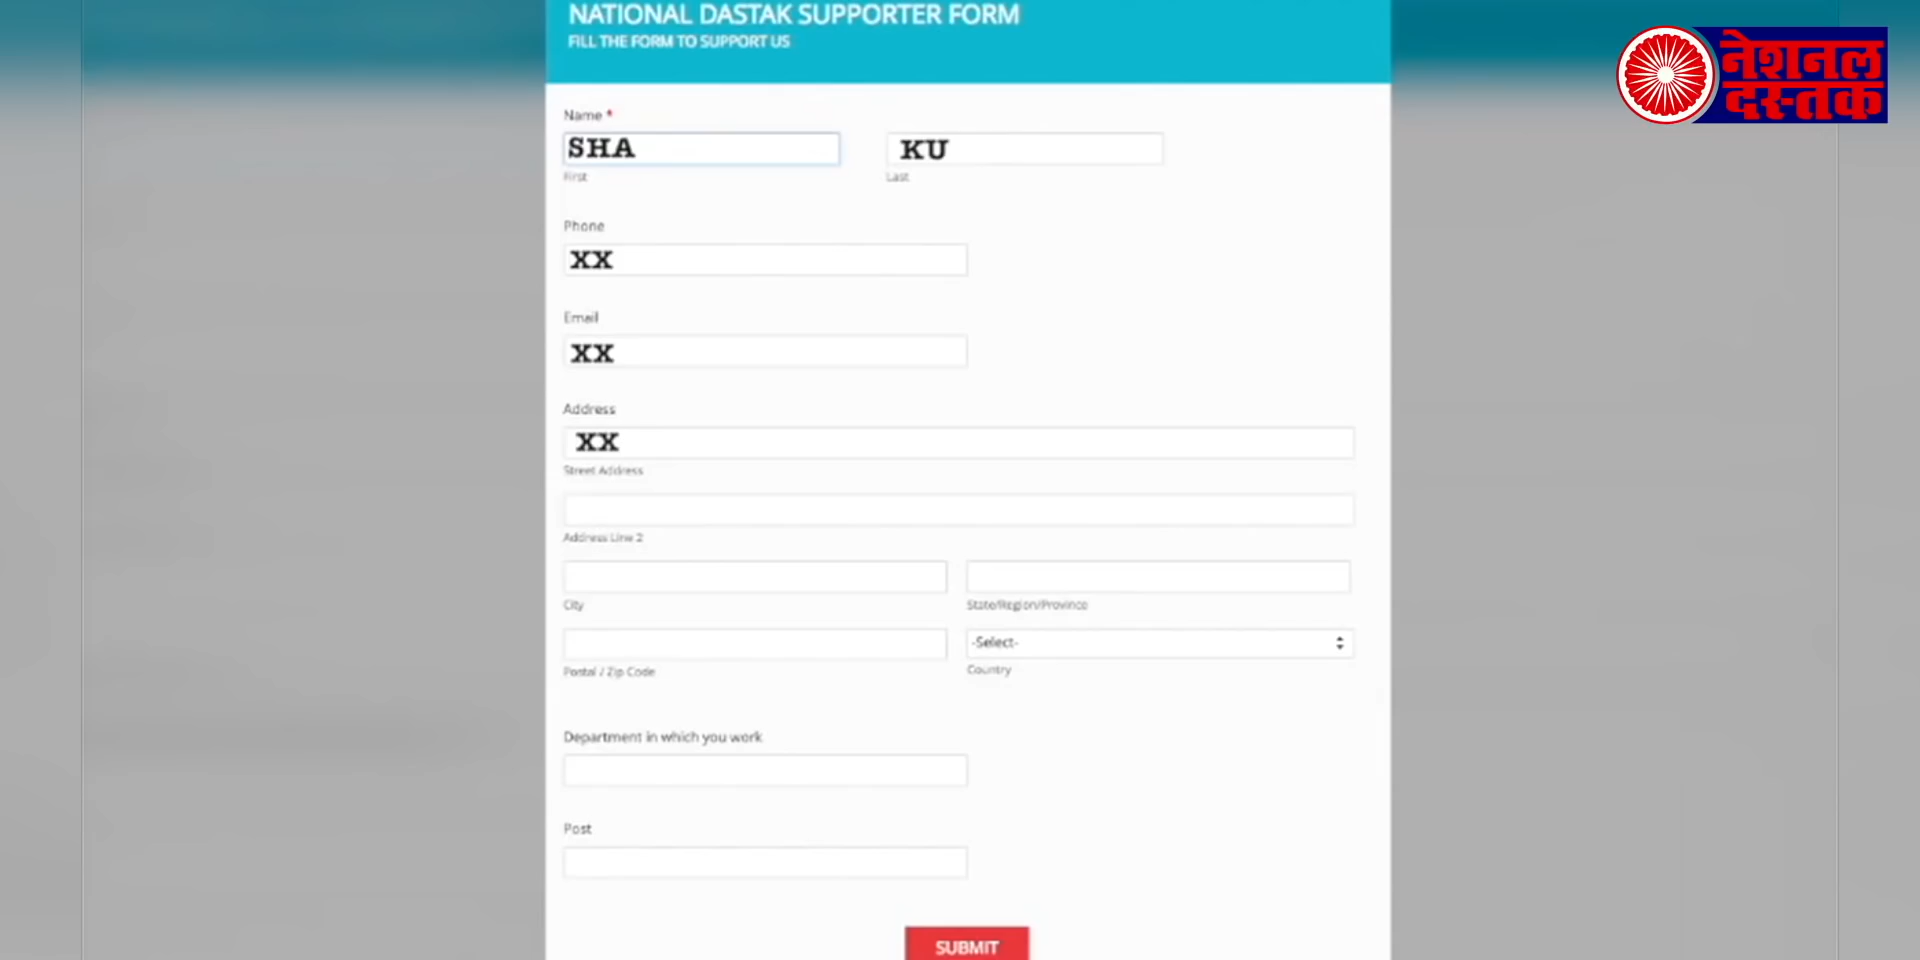 NATIONAL DASTAK SUPPORTER FORM
FILL THE FORM TO SUPPORT US
नेशनल
दस्तक
Name *
SHA KU
First Last
Phone
XX
Email
XX
Address
XX
Street Address
Address Line 2
City State/Region/Province
-Select-
Postal / Zip Code Country
Department in which you work
Post
SUBMIT